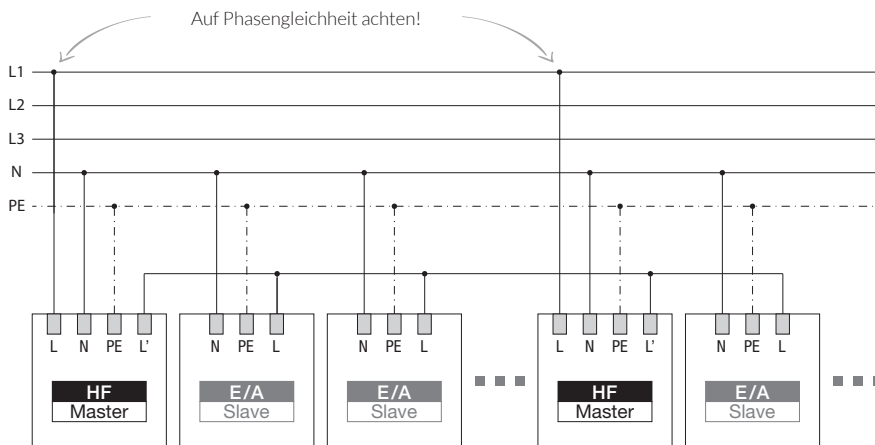 Auf Phasengleichheit achten!
L1
L2
L3
N
PE
L N PE L' N PE L N PE L L N PE L' N PE L
HF E/A E/A HF E/A
Master Slave Slave Master Slave